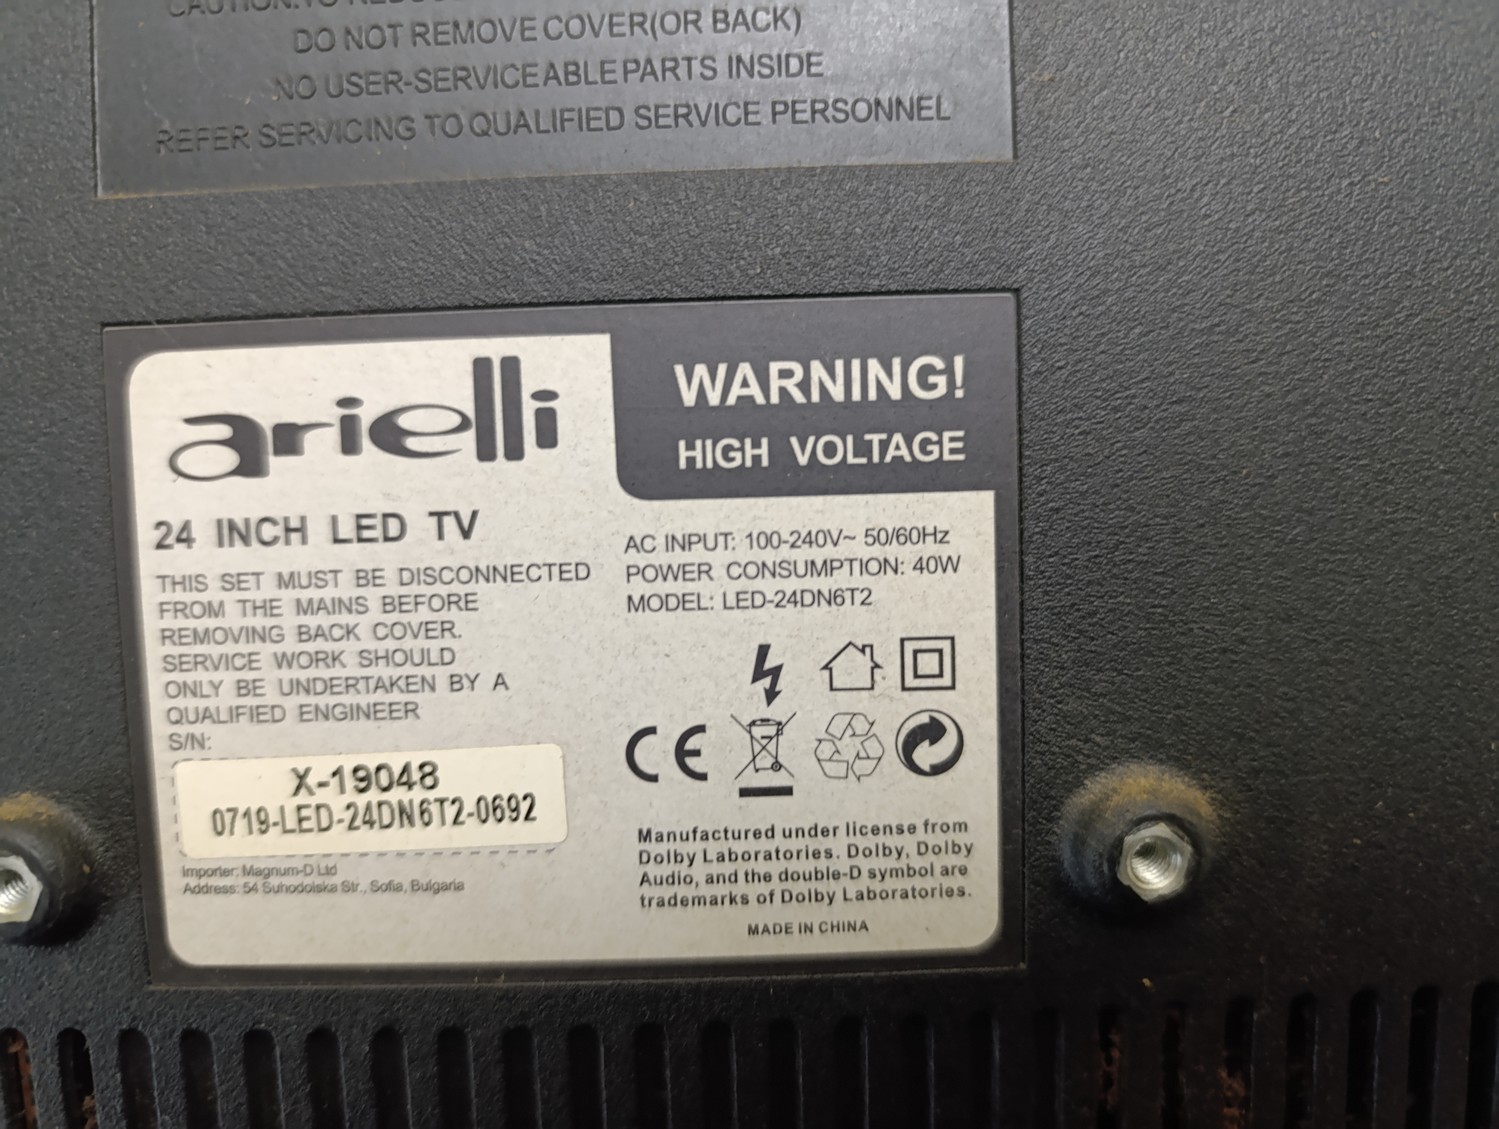 DO NOT REMOVE COVER(OR BACK)
NO USER-SERVICEABLE PARTS INSIDE
REFER SERVICING TO QUALIFIED SERVICE PERSONNEL
arielli
WARNING!
HIGH VOLTAGE
24 INCH LED TV
THIS SET MUST BE DISCONNECTED
FROM THE MAINS BEFORE
REMOVING BACK COVER.
SERVICE WORK SHOULD
ONLY BE UNDERTAKEN BY A
QUALIFIED ENGINEER
S/N:
X-19048
0719-LED-24DN6T2-0692
Importer: Magnum-D Ltd
Address: 54 Suhodolska Str., Sofia, Bulgaria
AC INPUT: 100-240V~ 50/60Hz
POWER CONSUMPTION: 40W
MODEL: LED-24DN6T2
CE
Manufactured under license from
Dolby Laboratories. Dolby, Dolby
Audio, and the double-D symbol are
trademarks of Dolby Laboratories.
MADE IN CHINA